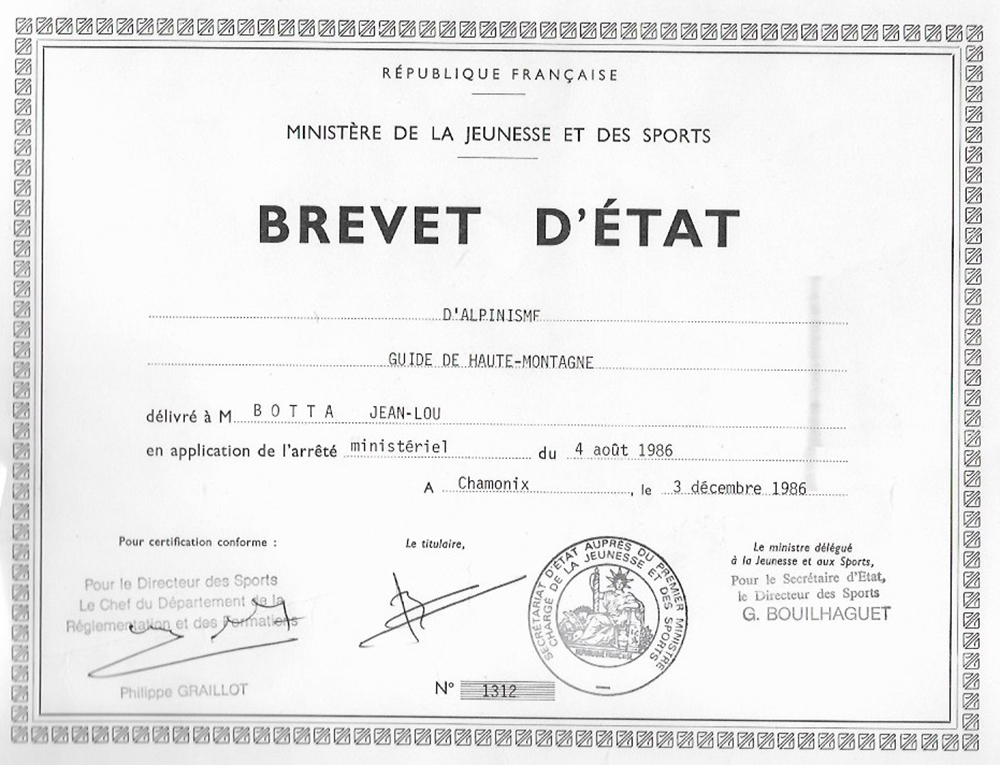 RÉPUBLIQUE FRANÇAISE
MINISTÈRE DE LA JEUNESSE ET DES SPORTS
BREVET D'ÉTAT
D'ALPINISME
GUIDE DE HAUTE-MONTAGNE
délivré à M. BOTTA JEAN-LOU
en application de l'arrêté ministériel du 4 août 1986
A Chamonix, le 3 décembre 1986
Pour certification conforme :
Pour le Directeur des Sports
Le Chef du Département de la
Réglementation et des Formations
Philippe GRAILLOT
Le titulaire,
SECRÉTARIAT D'ÉTAT AUPRÈS DU PREMIER MINISTRE
CHARGÉ DE LA JEUNESSE ET DES SPORTS
RÉPUBLIQUE FRANÇAISE
N° 1312
Le ministre délégué
à la Jeunesse et aux Sports,
Pour le Secrétaire d'Etat,
le Directeur des Sports
G. BOUILHAGUET